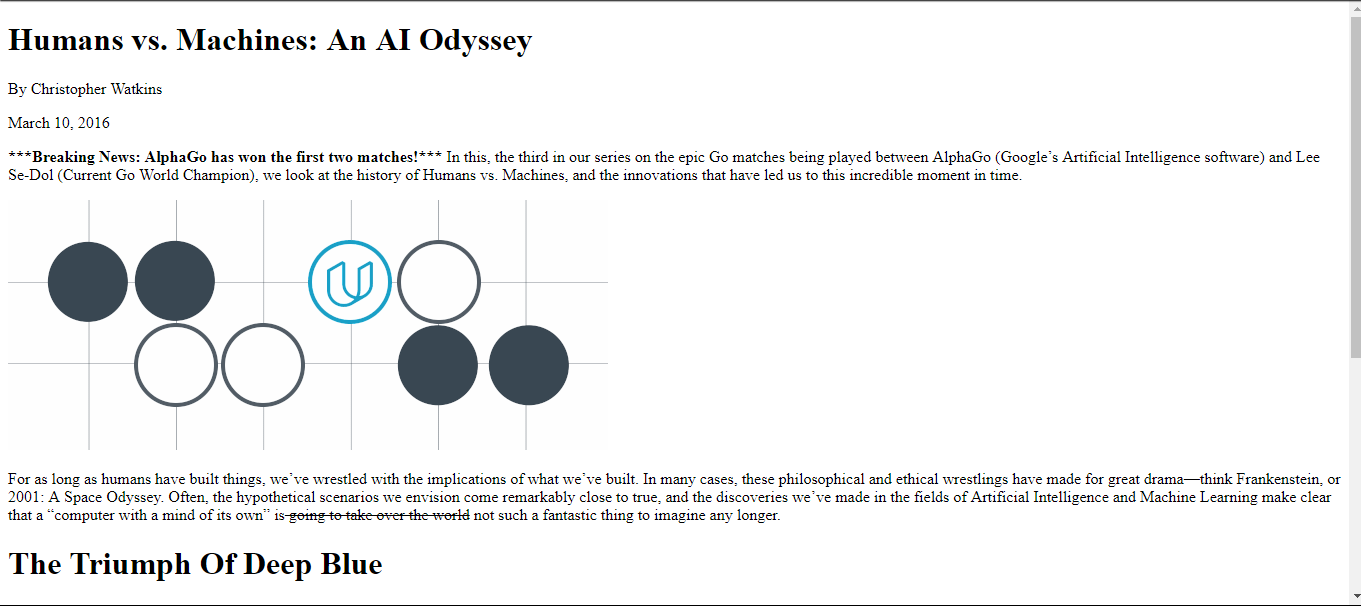 Humans vs. Machines: An AI Odyssey
By Christopher Watkins
March 10, 2016
***Breaking News: AlphaGo has won the first two matches!*** In this, the third in our series on the epic Go matches being played between AlphaGo (Google’s Artificial Intelligence software) and Lee
Se-Dol (Current Go World Champion), we look at the history of Humans vs. Machines, and the innovations that have led us to this incredible moment in time.
For as long as humans have built things, we’ve wrestled with the implications of what we’ve built. In many cases, these philosophical and ethical wrestlings have made for great drama—think Frankenstein, or
2001: A Space Odyssey. Often, the hypothetical scenarios we envision come remarkably close to true, and the discoveries we’ve made in the fields of Artificial Intelligence and Machine Learning make clear
that a “computer with a mind of its own” is going to take over the world not such a fantastic thing to imagine any longer.
The Triumph Of Deep Blue